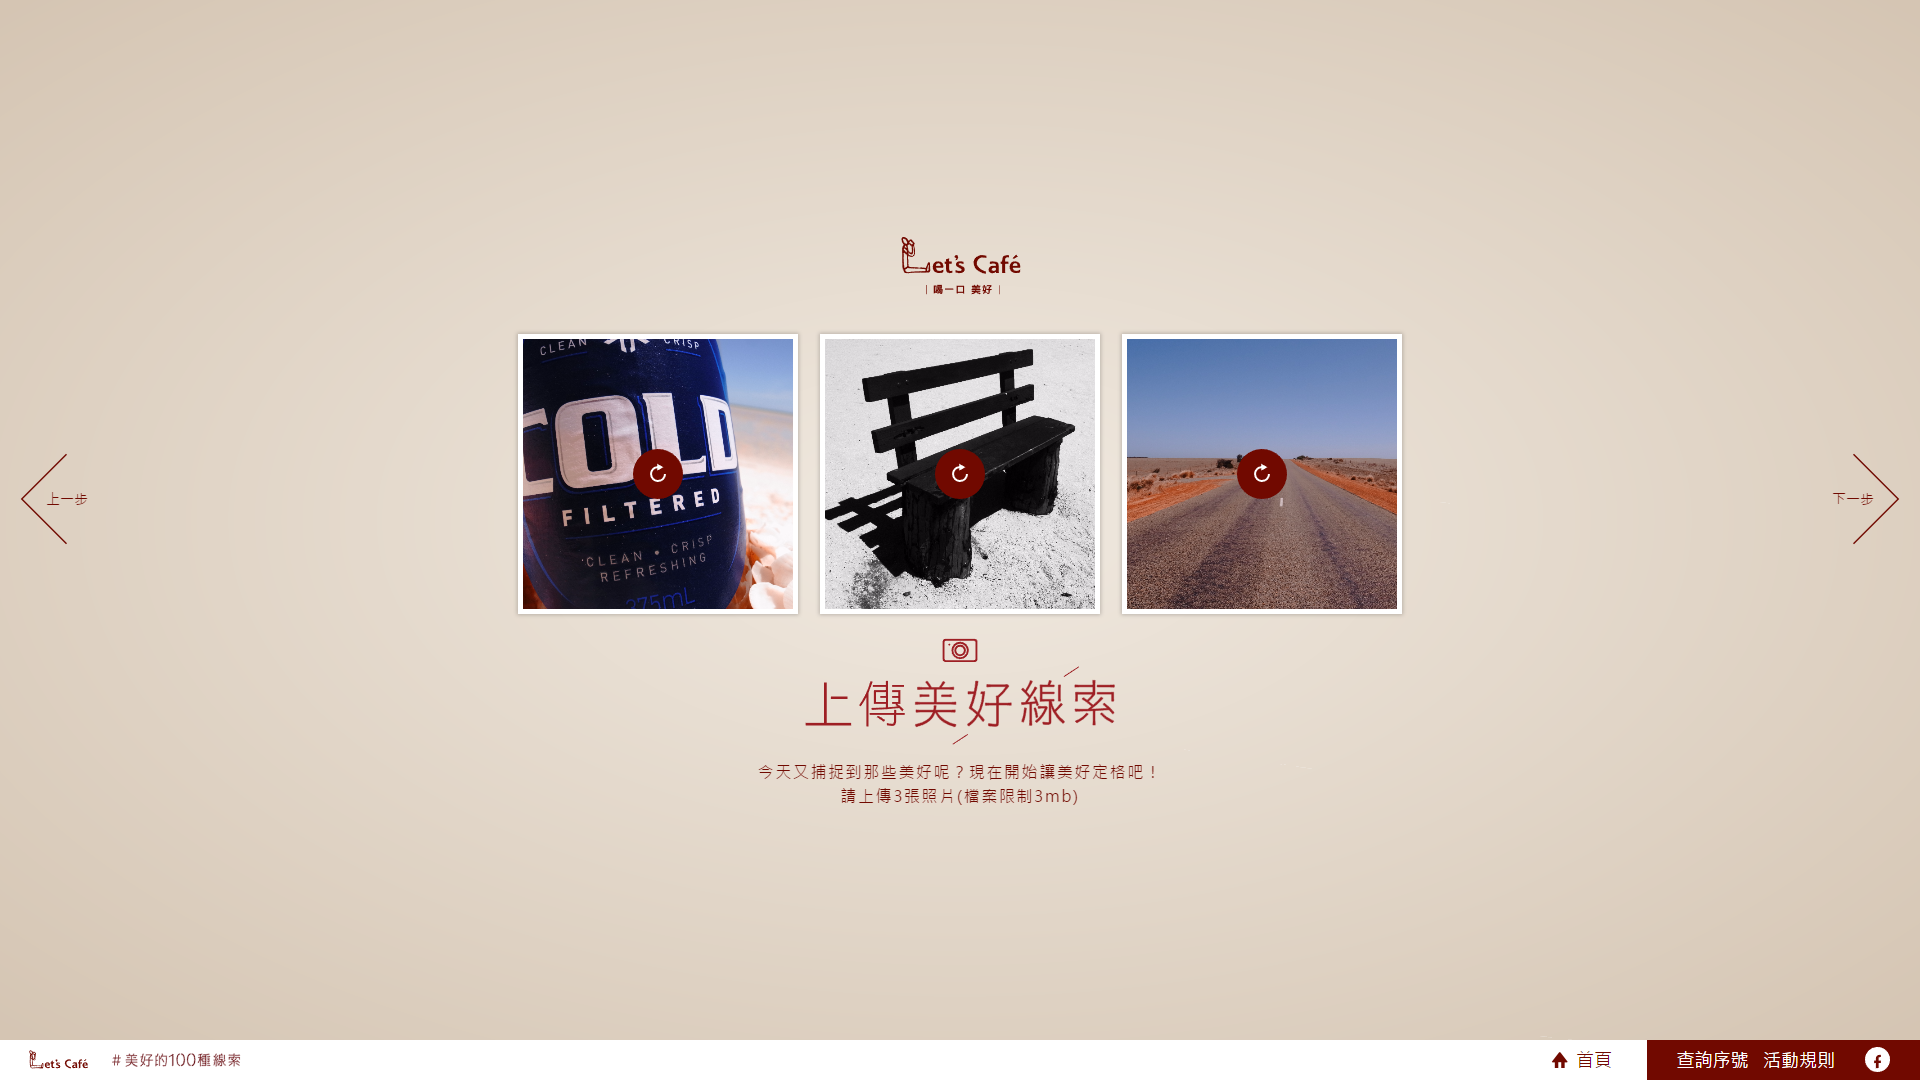 Let's Café
| 喝一口 美好 |
CLEAN CRISP
COLD
FILTERED
CLEAN • CRISP
REFRESHING
375mL
上一步
下一步
上傳美好線索
今天又捕捉到那些美好呢？現在開始讓美好定格吧！
請上傳3張照片(檔案限制3mb)
Let's Café
#美好的100種線索
首頁
查詢序號
活動規則